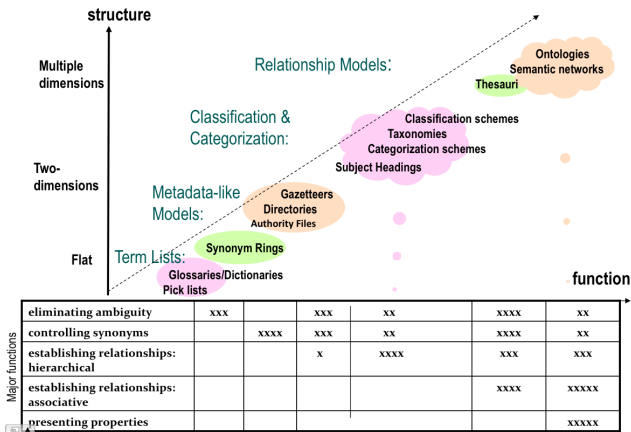 structure
Multiple
dimensions
Relationship Models:
Ontologies
Semantic networks
Thesauri
Classification &
Categorization:
Classification schemes
Taxonomies
Categorization schemes
Subject Headings
Two-
dimensions
Metadata-like
Models:
Gazetteers
Directories
Authority Files
Flat
Term Lists:
Synonym Rings
Glossaries/Dictionaries
Pick lists
function
Major functions
eliminating ambiguity xxx xxx xx xxxx xx
controlling synonyms xxxx xxx xx xxxx xx
establishing relationships: x xxxx xxx xxx
hierarchical
establishing relationships: xxxx xxxxx
associative
presenting properties xxxxx